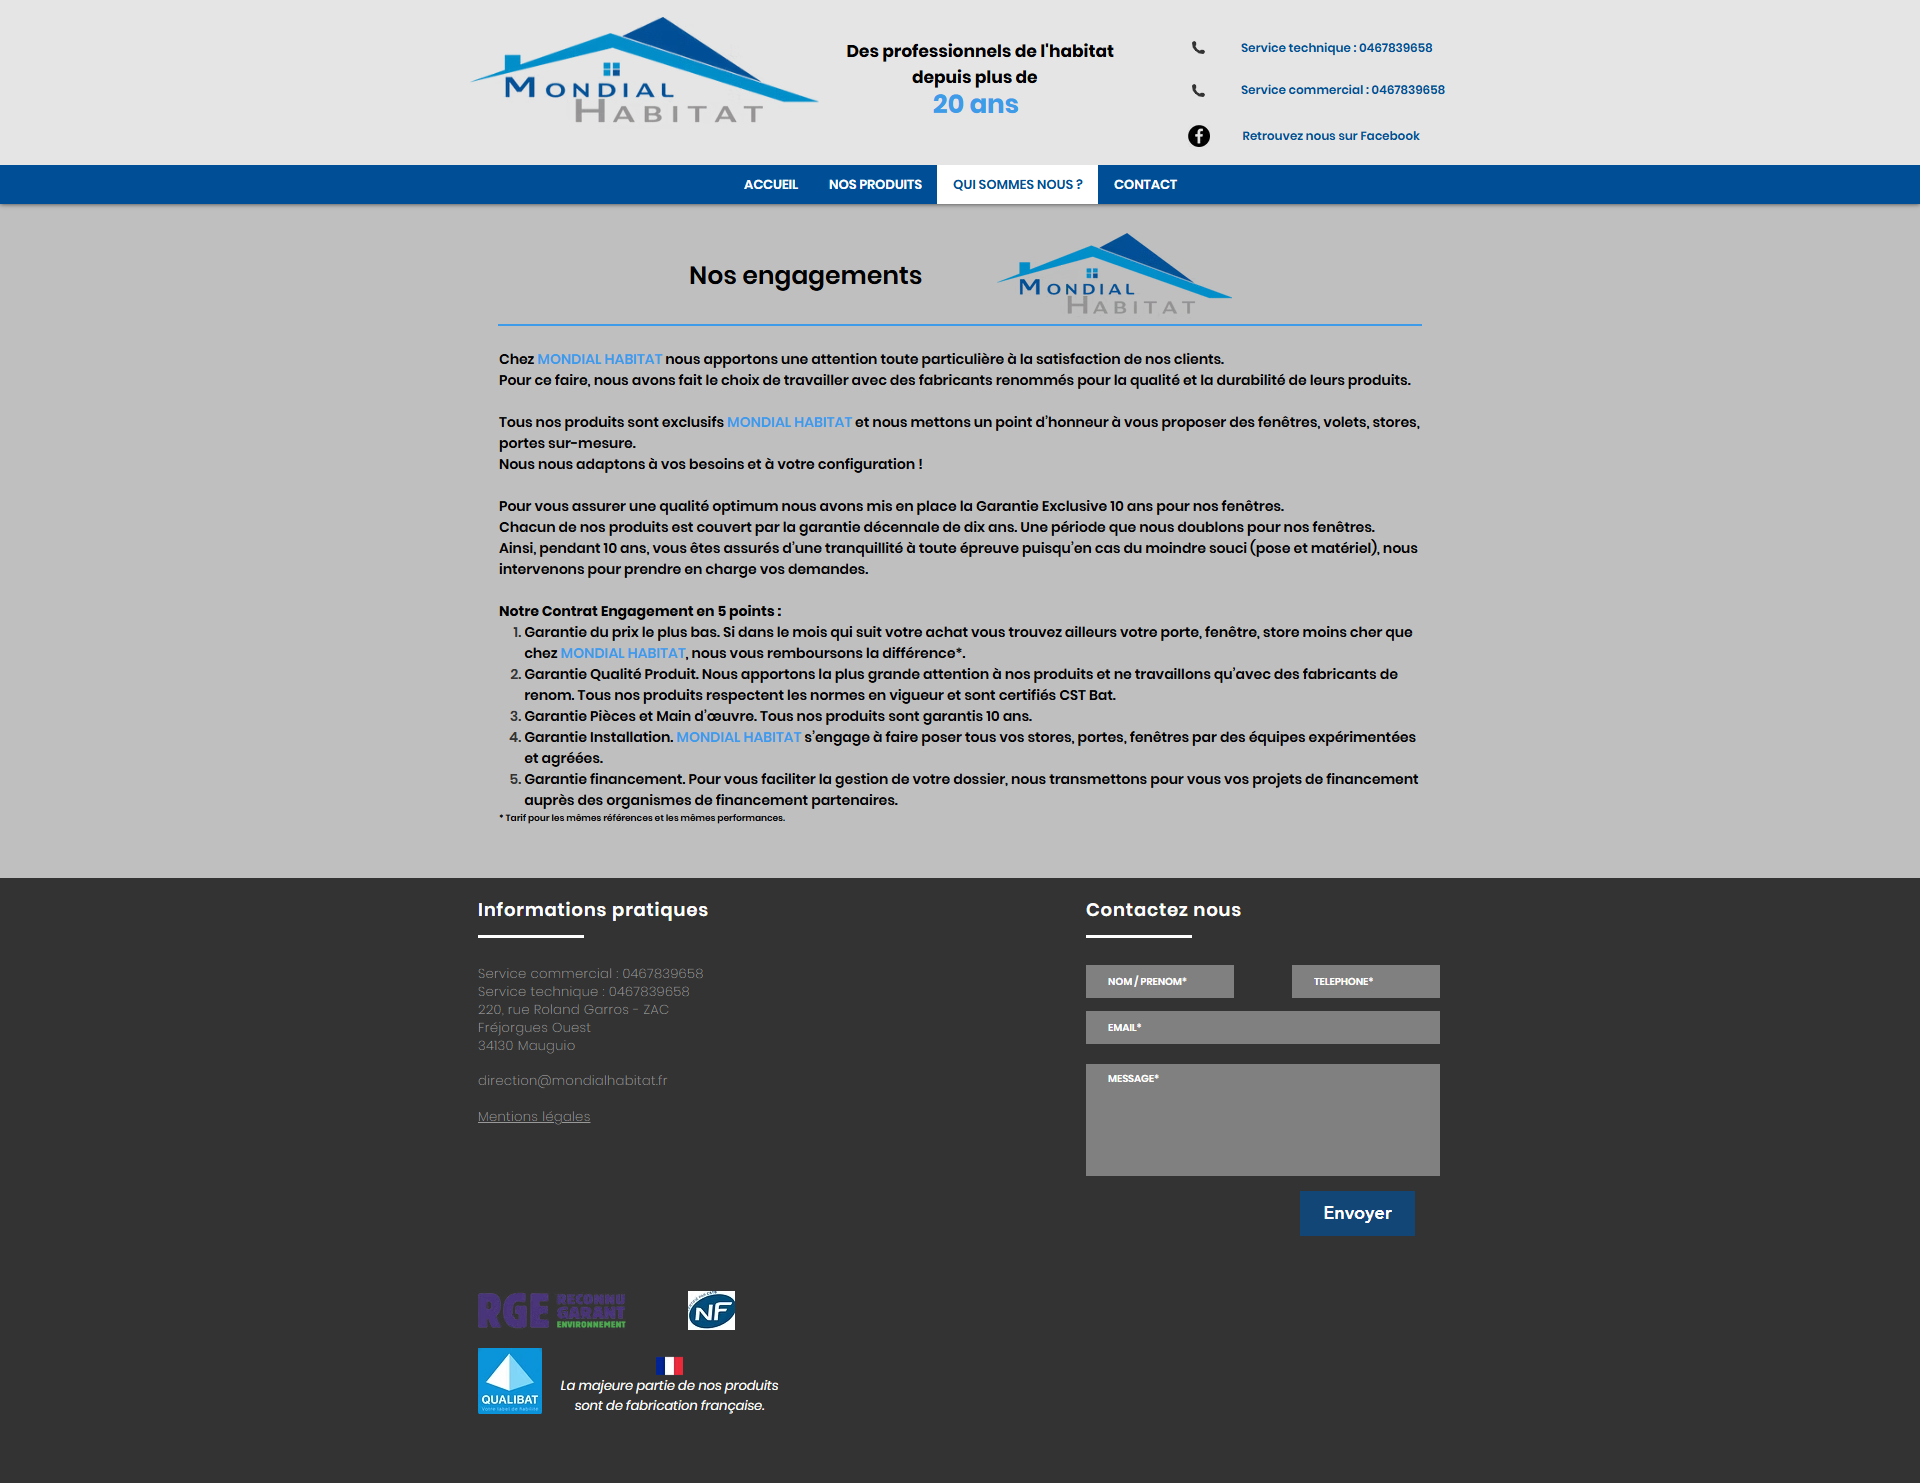 MONDIAL
HABITAT
Des professionnels de l'habitat
depuis plus de
20 ans
Service technique : 0467839658
Service commercial : 0467839658
Retrouvez nous sur Facebook
ACCUEIL
NOS PRODUITS
QUI SOMMES NOUS ?
CONTACT
Nos engagements
MONDIAL
HABITAT
Chez MONDIAL HABITAT nous apportons une attention toute particulière à la satisfaction de nos clients.
Pour ce faire, nous avons fait le choix de travailler avec des fabricants renommés pour la qualité et la durabilité de leurs produits.
Tous nos produits sont exclusifs MONDIAL HABITAT et nous mettons un point d'honneur à vous proposer des fenêtres, volets, stores,
portes sur-mesure.
Nous nous adaptons à vos besoins et à votre configuration !
Pour vous assurer une qualité optimum nous avons mis en place la Garantie Exclusive 10 ans pour nos fenêtres.
Chacun de nos produits est couvert par la garantie décennale de dix ans. Une période que nous doublons pour nos fenêtres.
Ainsi, pendant 10 ans, vous êtes assurés d'une tranquillité à toute épreuve puisqu'en cas du moindre souci (pose et matériel), nous
intervenons pour prendre en charge vos demandes.
Notre Contrat Engagement en 5 points :
1. Garantie du prix le plus bas. Si dans le mois qui suit votre achat vous trouvez ailleurs votre porte, fenêtre, store moins cher que
chez MONDIAL HABITAT, nous vous remboursons la différence*.
2. Garantie Qualité Produit. Nous apportons la plus grande attention à nos produits et ne travaillons qu'avec des fabricants de
renom. Tous nos produits respectent les normes en vigueur et sont certifiés CST Bat.
3. Garantie Pièces et Main d'œuvre. Tous nos produits sont garantis 10 ans.
4. Garantie Installation. MONDIAL HABITAT s'engage à faire poser tous vos stores, portes, fenêtres par des équipes expérimentées
et agréées.
5. Garantie financement. Pour vous faciliter la gestion de votre dossier, nous transmettons pour vous vos projets de financement
auprès des organismes de financement partenaires.
* Tarif pour les mêmes références et les mêmes performances.
Informations pratiques
Service commercial : 0467839658
Service technique : 0467839658
220, rue Roland Garros - ZAC
Fréjorgues Ouest
34130 Mauguio
direction@mondialhabitat.fr
Mentions légales
Contactez nous
NOM / PRENOM*
TELEPHONE*
EMAIL*
MESSAGE*
Envoyer
RGE
RECONNU
GARANT
ENVIRONNEMENT
NF
QUALIBAT
La majeure partie de nos produits
sont de fabrication française.